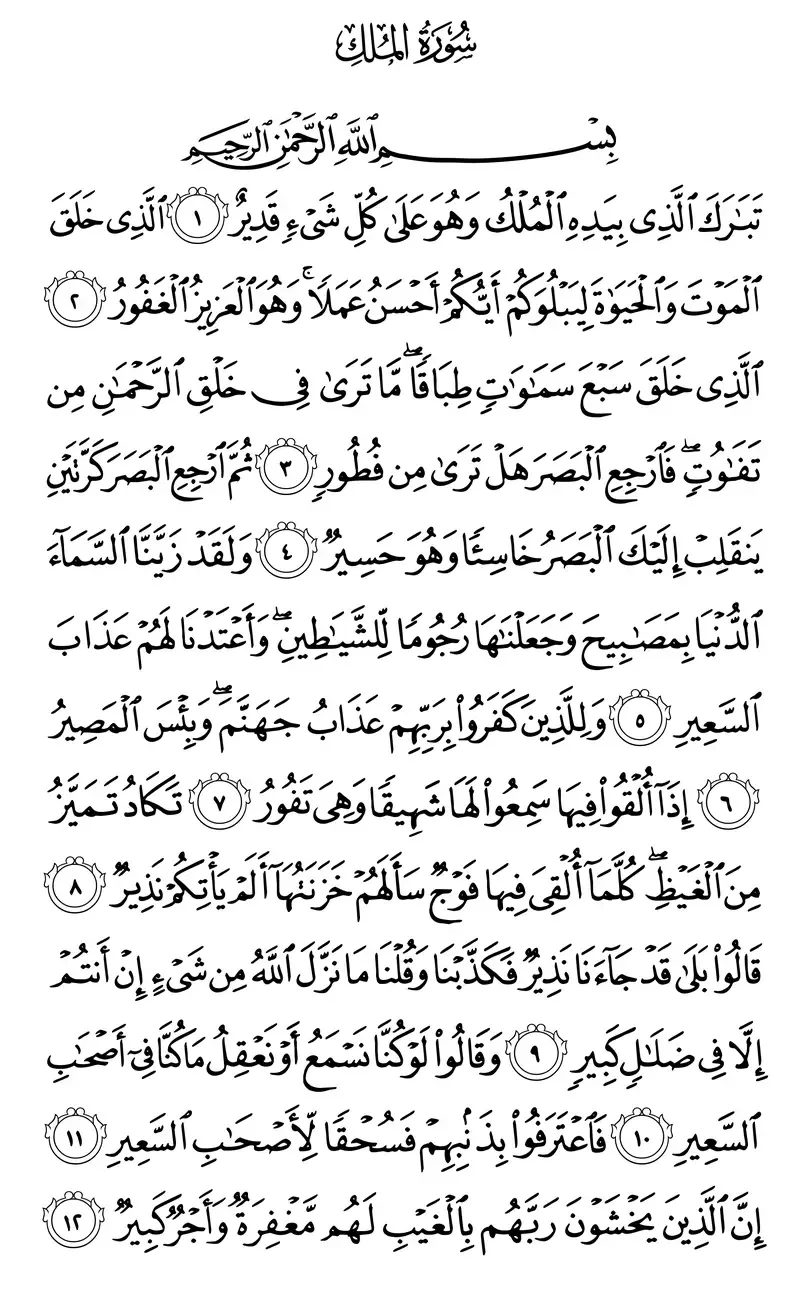 سُورَةُ المُلْكِ
بِسْمِ ٱللَّهِ ٱلرَّحْمَٰنِ ٱلرَّحِيمِ
تَبَٰرَكَ ٱلَّذِى بِيَدِهِ ٱلْمُلْكُ وَهُوَ عَلَىٰ كُلِّ شَىْءٍ قَدِيرٌ ١ ٱلَّذِى خَلَقَ
ٱلْمَوْتَ وَٱلْحَيَوٰةَ لِيَبْلُوَكُمْ أَيُّكُمْ أَحْسَنُ عَمَلًا ۚ وَهُوَ ٱلْعَزِيزُ ٱلْغَفُورُ ٢
ٱلَّذِى خَلَقَ سَبْعَ سَمَٰوَٰتٍ طِبَاقًا ۖ مَّا تَرَىٰ فِى خَلْقِ ٱلرَّحْمَٰنِ مِن
تَفَٰوُتٍ ۖ فَٱرْجِعِ ٱلْبَصَرَ هَلْ تَرَىٰ مِن فُطُورٍ ٣ ثُمَّ ٱرْجِعِ ٱلْبَصَرَ كَرَّتَيْنِ
يَنقَلِبْ إِلَيْكَ ٱلْبَصَرُ خَاسِئًا وَهُوَ حَسِيرٌ ٤ وَلَقَدْ زَيَّنَّا ٱلسَّمَآءَ
ٱلدُّنْيَا بِمَصَٰبِيحَ وَجَعَلْنَٰهَا رُجُومًا لِّلشَّيَٰطِينِ ۖ وَأَعْتَدْنَا لَهُمْ عَذَابَ
ٱلسَّعِيرِ ٥ وَلِلَّذِينَ كَفَرُوا۟ بِرَبِّهِمْ عَذَابُ جَهَنَّمَ ۖ وَبِئْسَ ٱلْمَصِيرُ
٦ إِذَآ أُلْقُوا۟ فِيهَا سَمِعُوا۟ لَهَا شَهِيقًا وَهِىَ تَفُورُ ٧ تَكَادُ تَمَيَّزُ
مِنَ ٱلْغَيْظِ ۖ كُلَّمَآ أُلْقِىَ فِيهَا فَوْجٌ سَأَلَهُمْ خَزَنَتُهَآ أَلَمْ يَأْتِكُمْ نَذِيرٌ ٨
قَالُوا۟ بَلَىٰ قَدْ جَآءَنَا نَذِيرٌ فَكَذَّبْنَا وَقُلْنَا مَا نَزَّلَ ٱللَّهُ مِن شَىْءٍ إِنْ أَنتُمْ
إِلَّا فِى ضَلَٰلٍ كَبِيرٍ ٩ وَقَالُوا۟ لَوْ كُنَّا نَسْمَعُ أَوْ نَعْقِلُ مَا كُنَّا فِىٓ أَصْحَٰبِ
ٱلسَّعِيرِ ١٠ فَٱعْتَرَفُوا۟ بِذَنۢبِهِمْ فَسُحْقًا لِّأَصْحَٰبِ ٱلسَّعِيرِ ١١
إِنَّ ٱلَّذِينَ يَخْشَوْنَ رَبَّهُم بِٱلْغَيْبِ لَهُم مَّغْفِرَةٌ وَأَجْرٌ كَبِيرٌ ١٢